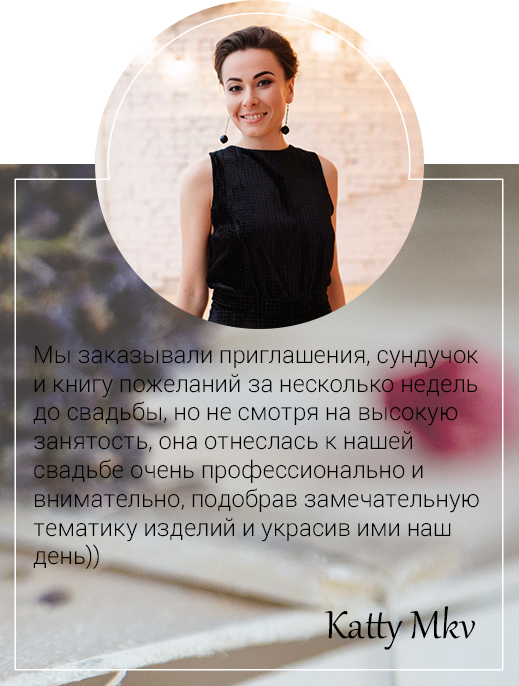 Мы заказывали приглашения, сундучок
и книгу пожеланий за несколько недель
до свадьбы, но не смотря на высокую
занятость, она отнеслась к нашей
свадьбе очень профессионально и
внимательно, подобрав замечательную
тематику изделий и украсив ими наш
день))
Katty Mkv